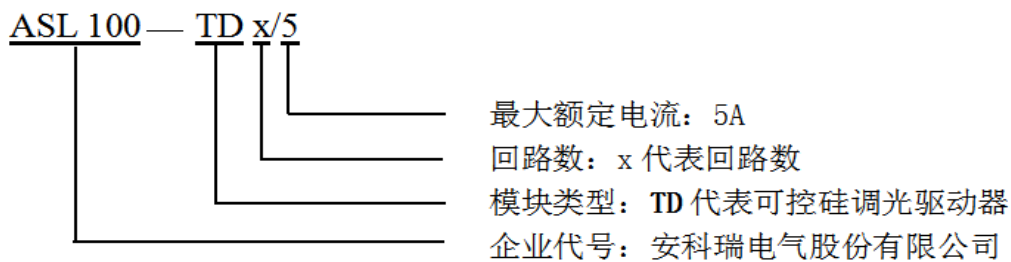 ASL 100 — TD x/5
最大额定电流：5A
回路数：x 代表回路数
模块类型：TD 代表可控硅调光驱动器
企业代号：安科瑞电气股份有限公司